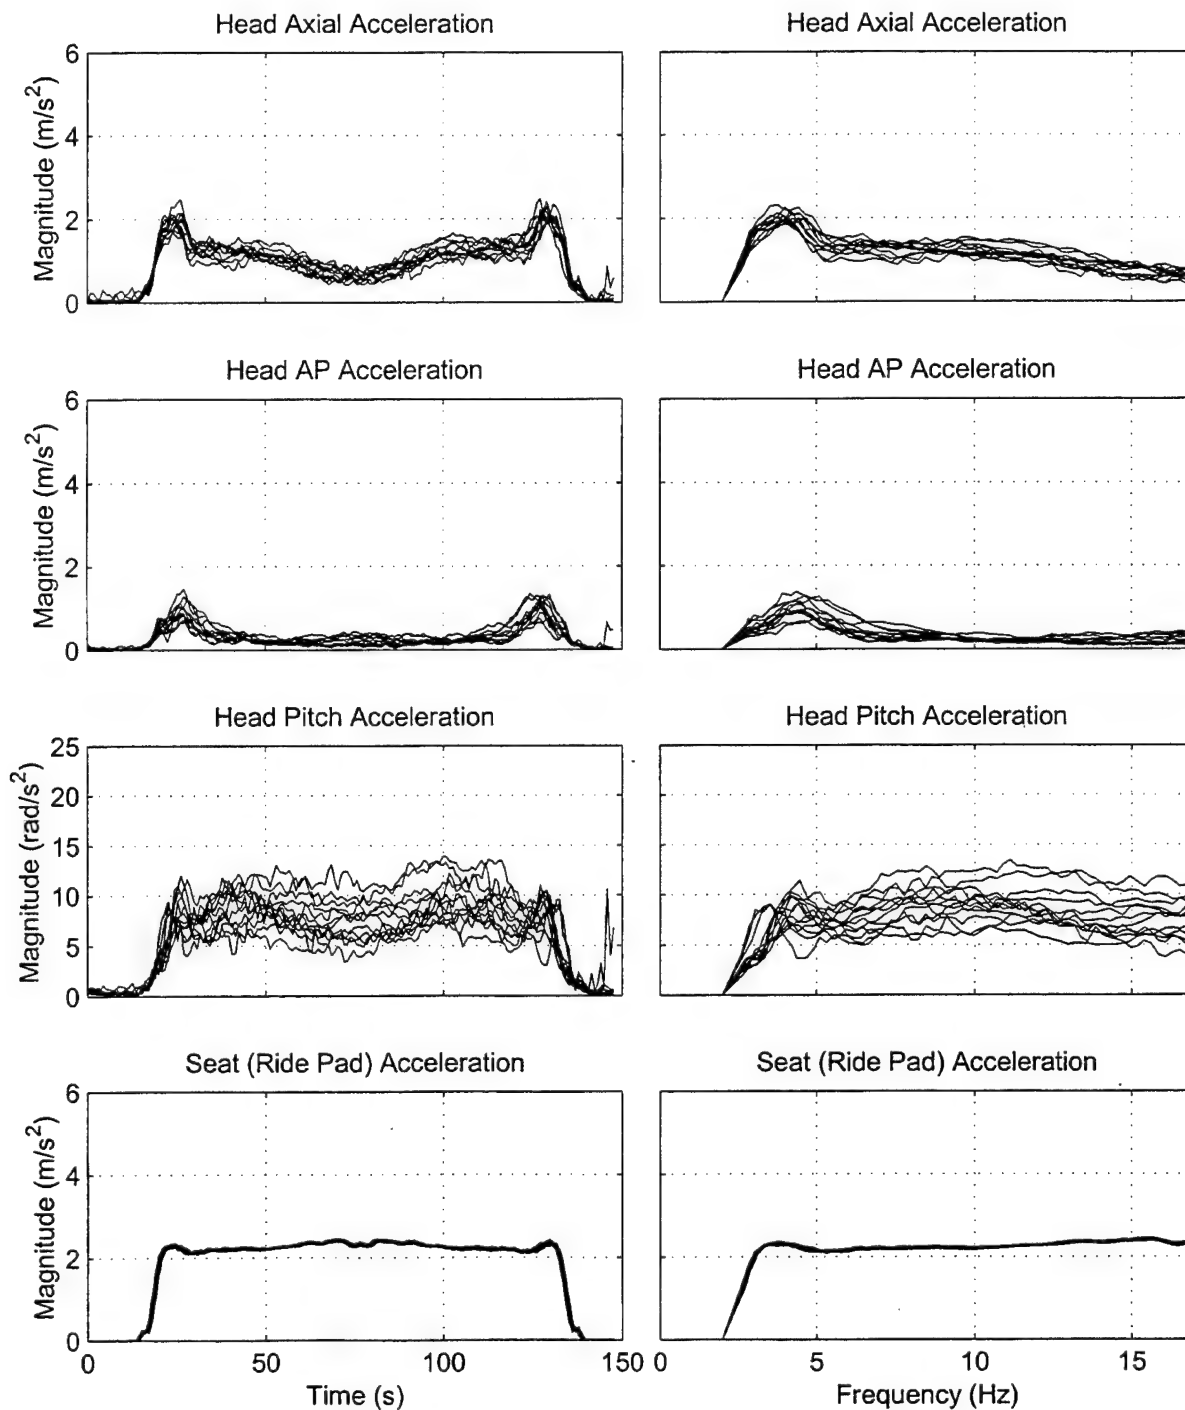 Head Axial Acceleration
Head Axial Acceleration
Magnitude (m/s²)
6
4
2
0
Head AP Acceleration
Head AP Acceleration
Magnitude (m/s²)
6
4
2
0
Head Pitch Acceleration
Head Pitch Acceleration
Magnitude (rad/s²)
25
20
15
10
5
0
Seat (Ride Pad) Acceleration
Seat (Ride Pad) Acceleration
Magnitude (m/s²)
6
4
2
0
0 50 100 150
0 5 10 15
Time (s)
Frequency (Hz)